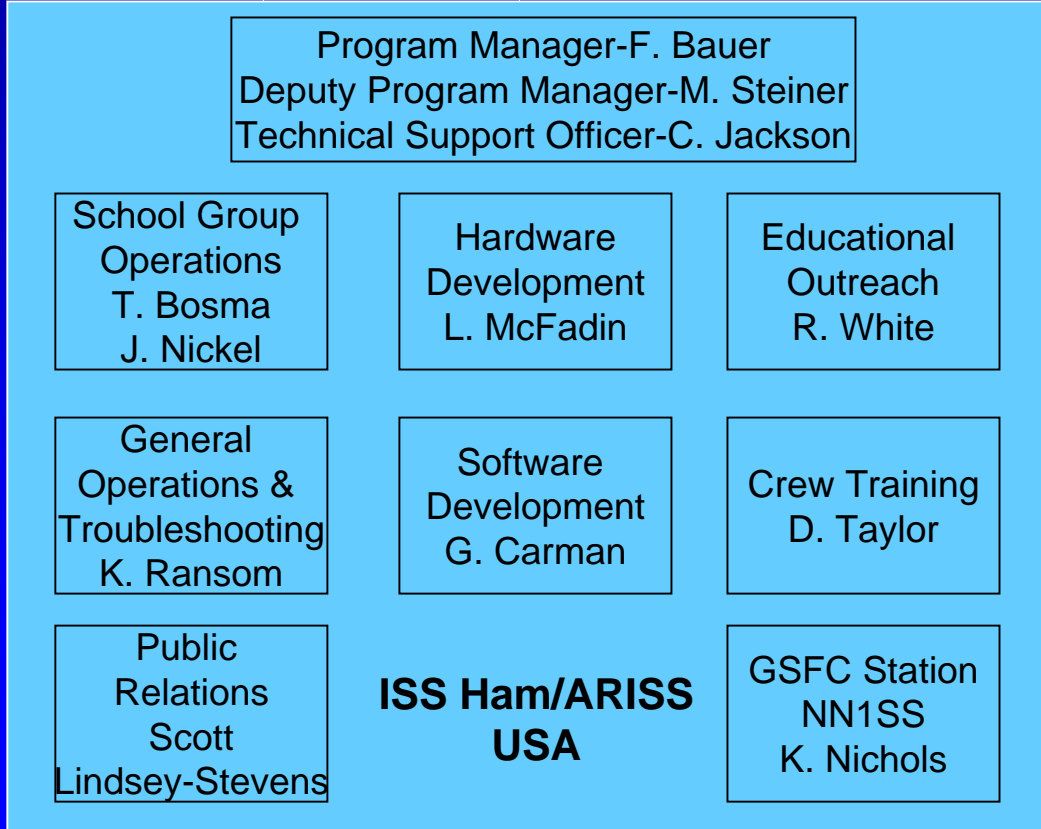 Program Manager-F. Bauer
Deputy Program Manager-M. Steiner
Technical Support Officer-C. Jackson
School Group
Operations
T. Bosma
J. Nickel
Hardware
Development
L. McFadin
Educational
Outreach
R. White
General
Operations &
Troubleshooting
K. Ransom
Software
Development
G. Carman
Crew Training
D. Taylor
Public
Relations
Scott
Lindsey-Stevens
ISS Ham/ARISS
USA
GSFC Station
NN1SS
K. Nichols